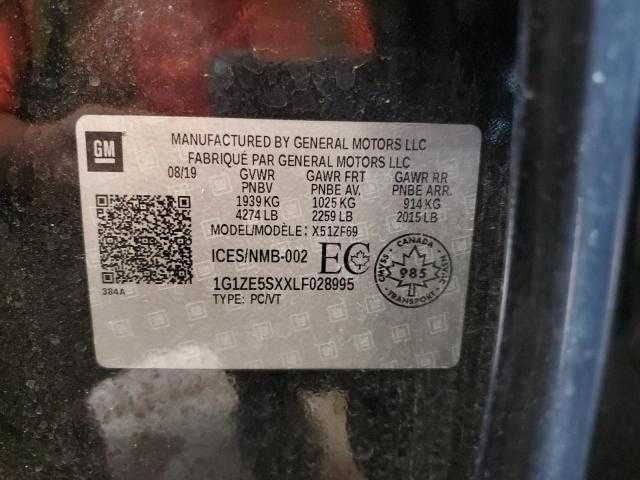 GM
MANUFACTURED BY GENERAL MOTORS LLC
FABRIQUÉ PAR GENERAL MOTORS LLC
08/19 GVWR GAWR FRT GAWR RR
PNBV PNBE AV. PNBE ARR.
1939 KG 1025 KG 914 KG
4274 LB 2259 LB 2015 LB
MODEL/MODÈLE: X51ZF69
ICES/NMB-002 EC
1G1ZE5SXXLF028995
TYPE: PC/VT
384A
CANADA
985
TRANSPORT